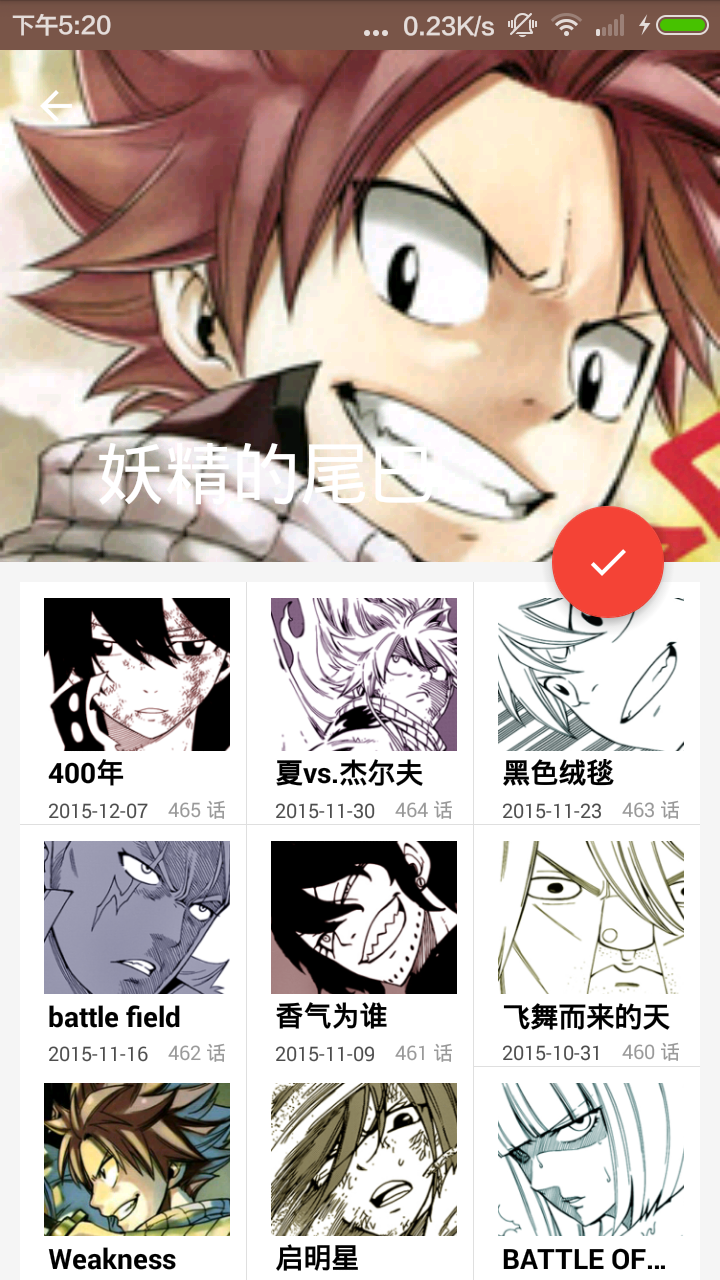 下午5:20
... 0.23K/s
妖精的尾巴
400年
2015-12-07 465 话
夏vs.杰尔夫
2015-11-30 464 话
黑色绒毯
2015-11-23 463 话
battle field
2015-11-16 462 话
香气为谁
2015-11-09 461 话
飞舞而来的天
2015-10-31 460 话
Weakness
启明星
BATTLE OF...